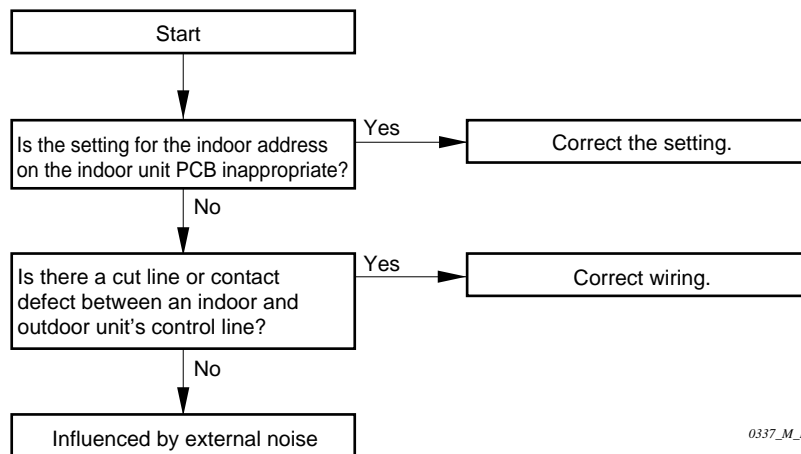 Start
Is the setting for the indoor address
on the indoor unit PCB inappropriate?
Yes
Correct the setting.
No
Is there a cut line or contact
defect between an indoor and
outdoor unit’s control line?
Yes
Correct wiring.
No
Influenced by external noise
0337_M_